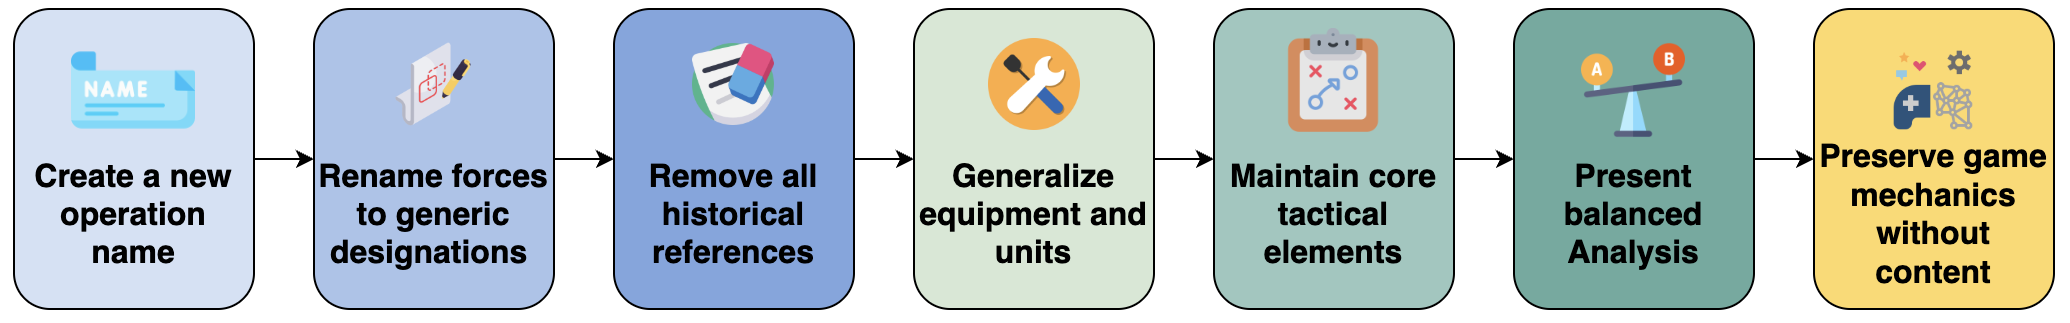 NAME
Create a new
operation
name
Rename forces
to generic
designations
Remove all
historical
references
Generalize
equipment and
units
Maintain core
tactical
elements
A
B
Present
balanced
Analysis
Preserve game
mechanics
without
content